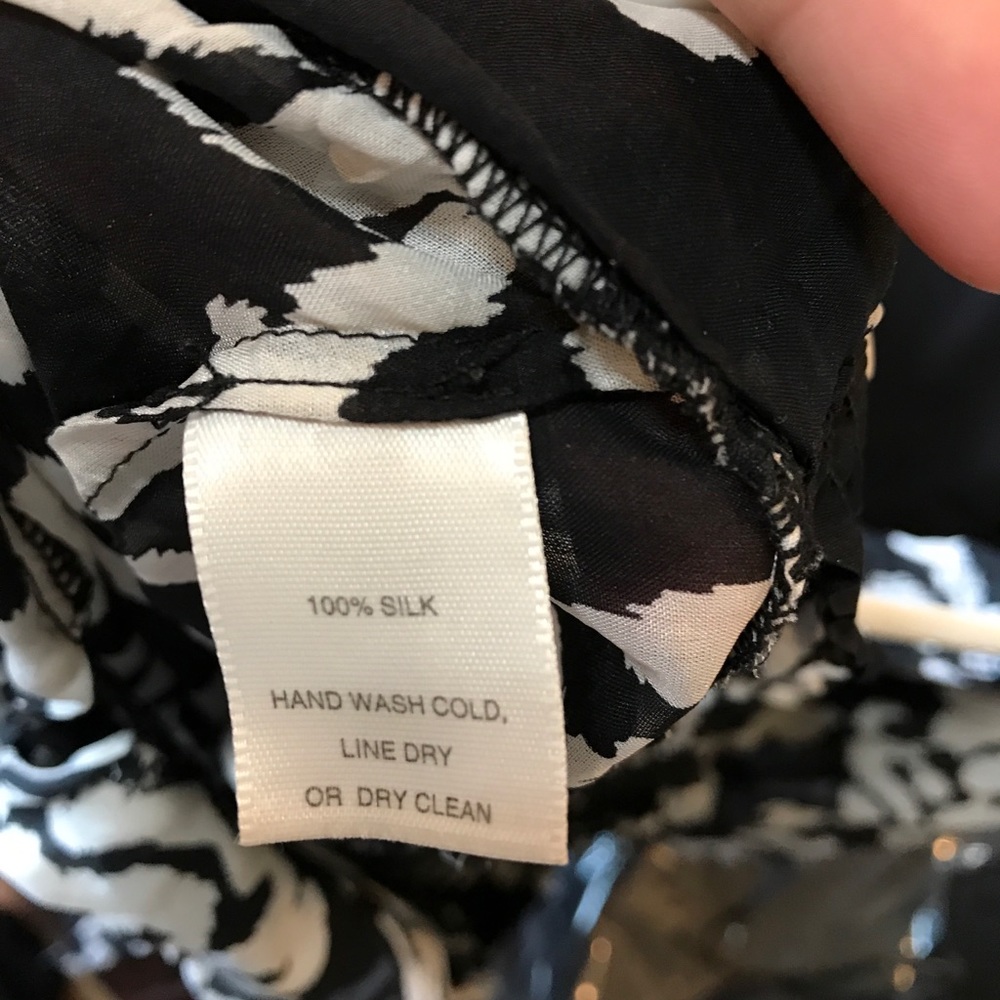 100% SILK
HAND WASH COLD,
LINE DRY
OR DRY CLEAN